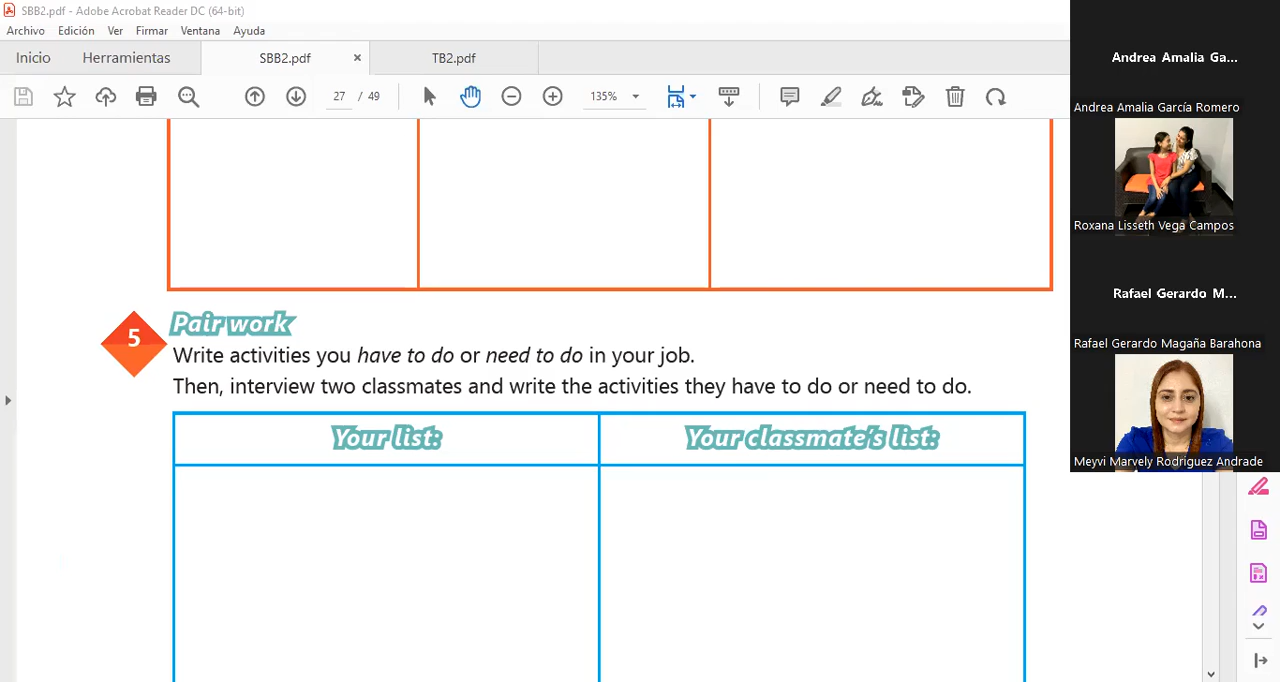 SBB2.pdf - Adobe Acrobat Reader DC (64-bit)
Archivo Edición Ver Firmar Ventana Ayuda
Inicio Herramientas SBB2.pdf × TB2.pdf
27 / 49 135%
Andrea Amalia Ga...
Andrea Amalia García Romero
Roxana Lisseth Vega Campos
Rafael Gerardo M...
Rafael Gerardo Magaña Barahona
Meyvi Marvely Rodriguez Andrade
5 Pair work
Write activities you have to do or need to do in your job.
Then, interview two classmates and write the activities they have to do or need to do.
Your list: Your classmate's list: